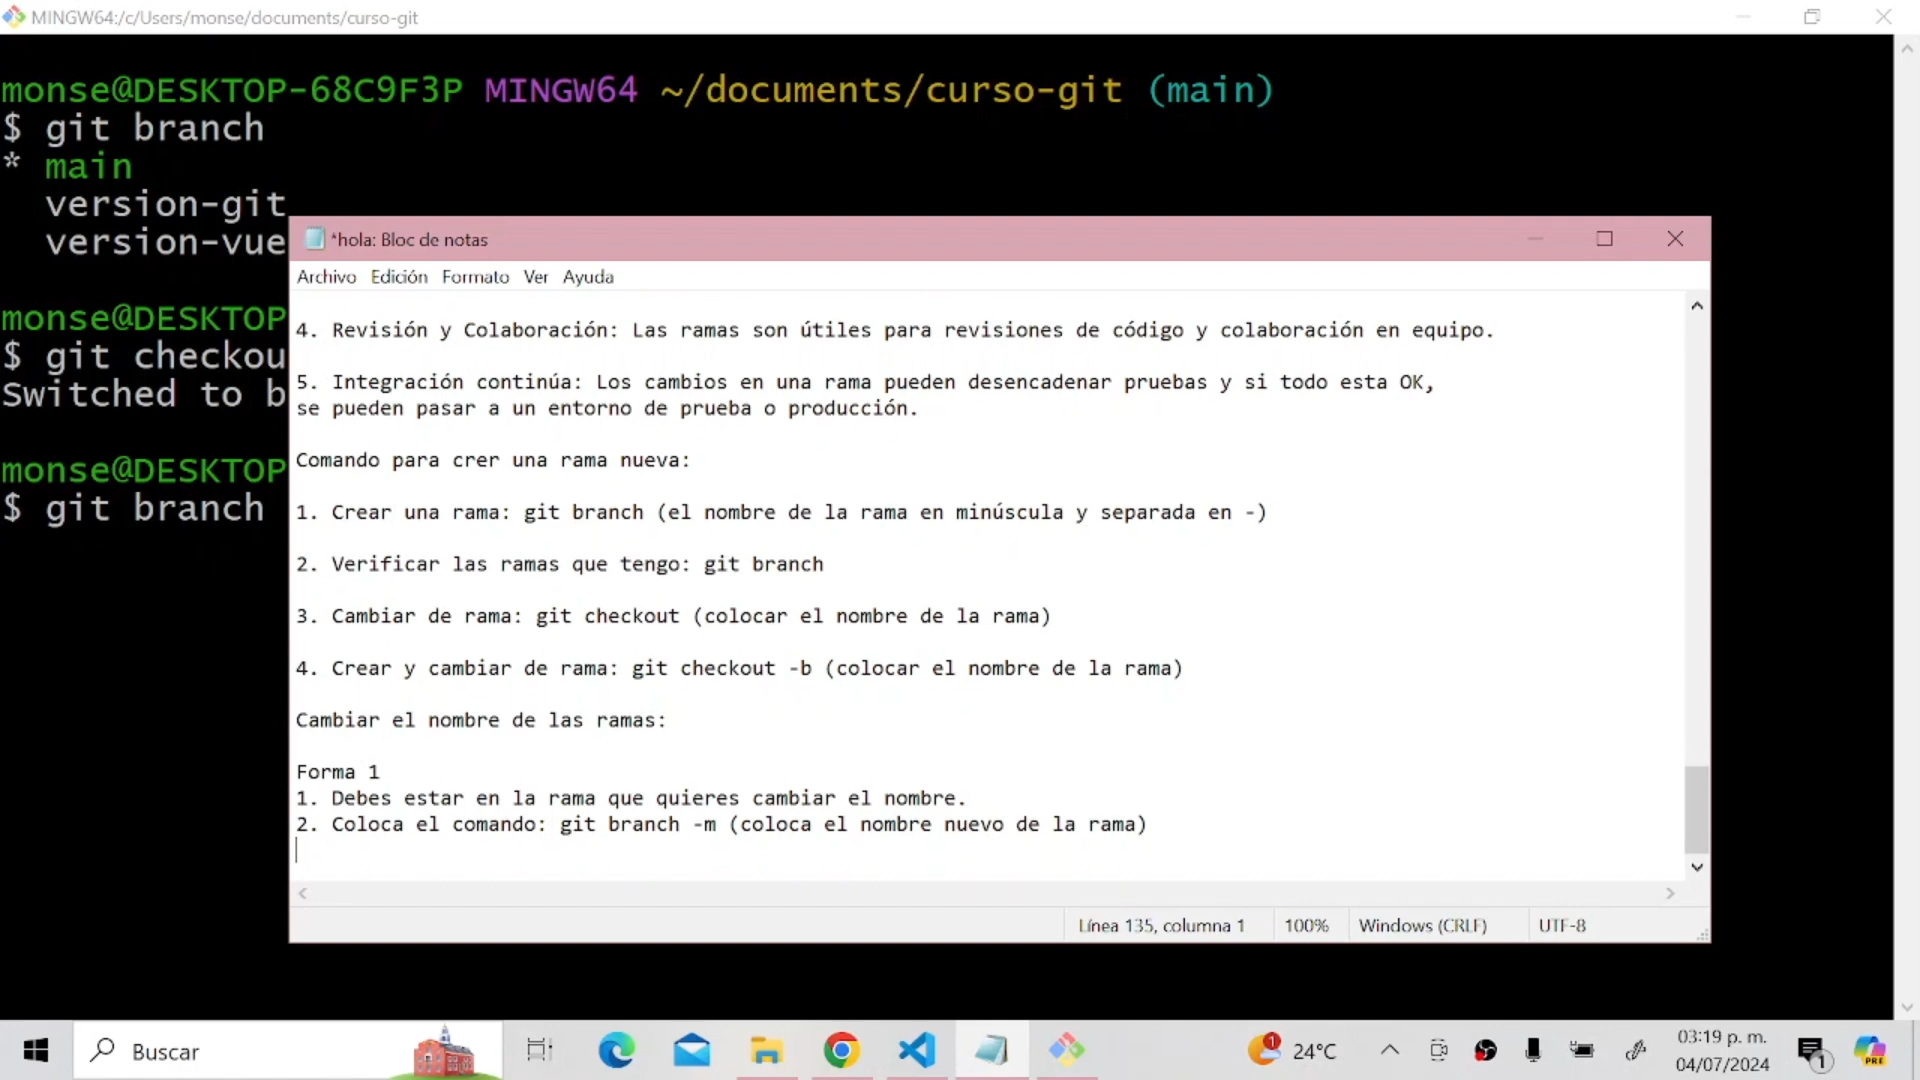 MINGW64:/c/Users/monse/documents/curso-git
monse@DESKTOP-68C9F3P MINGW64 ~/documents/curso-git (main)
$ git branch
* main
version-git
version-vue
monse@DESKTOP
$ git checkou
Switched to b
monse@DESKTOP
$ git branch
*hola: Bloc de notas
Archivo Edición Formato Ver Ayuda
4. Revisión y Colaboración: Las ramas son útiles para revisiones de código y colaboración en equipo.
5. Integración continúa: Los cambios en una rama pueden desencadenar pruebas y si todo esta OK,
se pueden pasar a un entorno de prueba o producción.
Comando para crer una rama nueva:
1. Crear una rama: git branch (el nombre de la rama en minúscula y separada en -)
2. Verificar las ramas que tengo: git branch
3. Cambiar de rama: git checkout (colocar el nombre de la rama)
4. Crear y cambiar de rama: git checkout -b (colocar el nombre de la rama)
Cambiar el nombre de las ramas:
Forma 1
1. Debes estar en la rama que quieres cambiar el nombre.
2. Coloca el comando: git branch -m (coloca el nombre nuevo de la rama)
Línea 135, columna 1 100% Windows (CRLF) UTF-8
Buscar
1
24°C
03:19 p. m.
04/07/2024
1
PRE